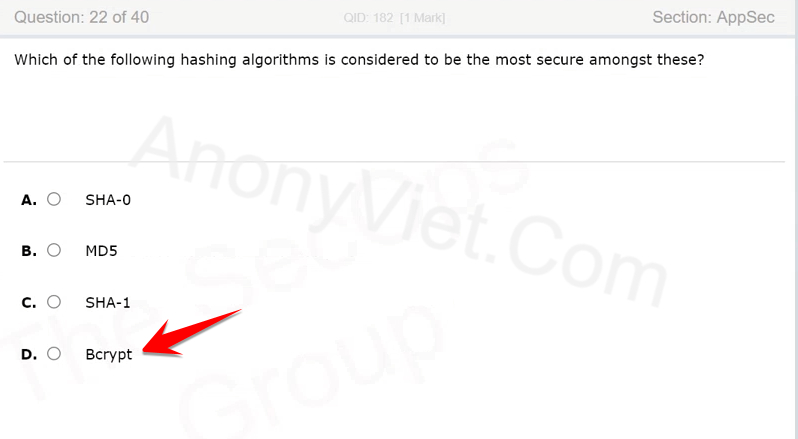 Question: 22 of 40 QID: 182 [1 Mark] Section: AppSec
Which of the following hashing algorithms is considered to be the most secure amongst these?
AnonyViet.Com
The SecOps
Group
A. SHA-0
B. MD5
C. SHA-1
D. Bcrypt